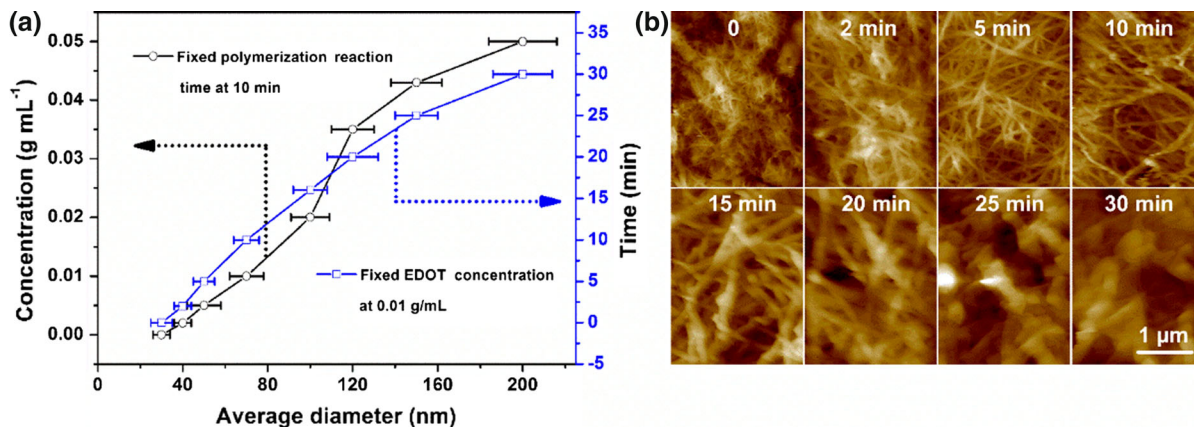 (a)
0.05
0.04
0.03
0.02
0.01
0.00
Concentration (g mL⁻¹)
Fixed polymerization reaction
time at 10 min
Fixed EDOT concentration
at 0.01 g/mL
35
30
25
20
15
10
5
0
-5
Time (min)
0 40 80 120 160 200
Average diameter (nm)
(b)
0 2 min 5 min 10 min
15 min 20 min 25 min 30 min
1 μm